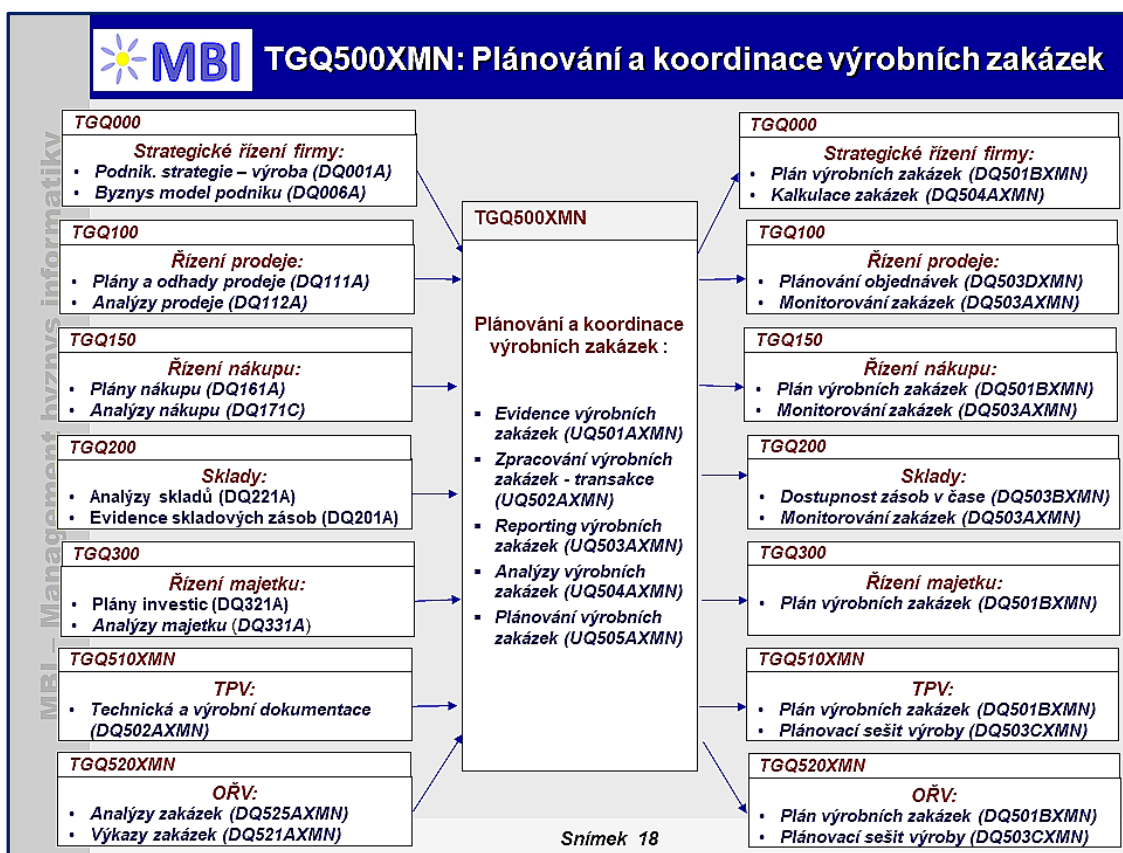 MBI
TGQ500XMN: Plánování a koordinace výrobních zakázek
MBI – Management byznys informatiky
TGQ000
Strategické řízení firmy:
• Podnik. strategie – výroba (DQ001A)
• Byznys model podniku (DQ006A)
TGQ100
Řízení prodeje:
• Plány a odhady prodeje (DQ111A)
• Analýzy prodeje (DQ112A)
TGQ150
Řízení nákupu:
• Plány nákupu (DQ161A)
• Analýzy nákupu (DQ171C)
TGQ200
Sklady:
• Analýzy skladů (DQ221A)
• Evidence skladových zásob (DQ201A)
TGQ300
Řízení majetku:
• Plány investic (DQ321A)
• Analýzy majetku (DQ331A)
TGQ510XMN
TPV:
• Technická a výrobní dokumentace
(DQ502AXMN)
TGQ520XMN
OŘV:
• Analýzy zakázek (DQ525AXMN)
• Výkazy zakázek (DQ521AXMN)
TGQ500XMN
Plánování a koordinace
výrobních zakázek :
▪ Evidence výrobních
zakázek (UQ501AXMN)
▪ Zpracování výrobních
zakázek - transakce
(UQ502AXMN)
▪ Reporting výrobních
zakázek (UQ503AXMN)
▪ Analýzy výrobních
zakázek (UQ504AXMN)
▪ Plánování výrobních
zakázek (UQ505AXMN)
TGQ000
Strategické řízení firmy:
• Plán výrobních zakázek (DQ501BXMN)
• Kalkulace zakázek (DQ504AXMN)
TGQ100
Řízení prodeje:
• Plánování objednávek (DQ503DXMN)
• Monitorování zakázek (DQ503AXMN)
TGQ150
Řízení nákupu:
• Plán výrobních zakázek (DQ501BXMN)
• Monitorování zakázek (DQ503AXMN)
TGQ200
Sklady:
• Dostupnost zásob v čase (DQ503BXMN)
• Monitorování zakázek (DQ503AXMN)
TGQ300
Řízení majetku:
• Plán výrobních zakázek (DQ501BXMN)
TGQ510XMN
TPV:
• Plán výrobních zakázek (DQ501BXMN)
• Plánovací sešit výroby (DQ503CXMN)
TGQ520XMN
OŘV:
• Plán výrobních zakázek (DQ501BXMN)
• Plánovací sešit výroby (DQ503CXMN)
Snímek 18